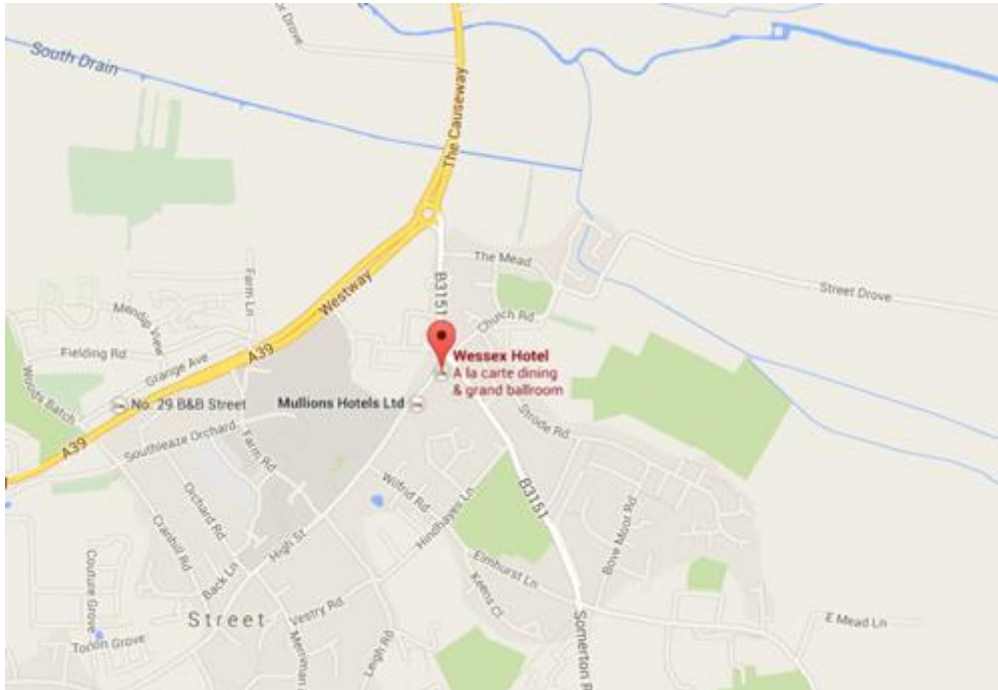 x Drove
South Drain
The Causeway
The Mead
Farm Ln
Westway
B3151
Street Drove
Church Rd
Mendip View
Fielding Rd
Grange Ave
A39
Wessex Hotel
A la carte dining
& grand ballroom
Woods Batch
No. 29 B&B Street
Mullions Hotels Ltd
Strode Rd
A39
Southleaze Orchard
Farm Rd
Wilfrid Rd
Hindhayes Ln
B3151
Orchard Rd
Cranhill Rd
High St
Bove Moor Rd
Elmhurst Ln
Keens Cl
Back Ln
Couture Grove
Vestry Rd
Street
E Mead Ln
Torlon Grove
Merriman
Leigh Rd
Somerton R